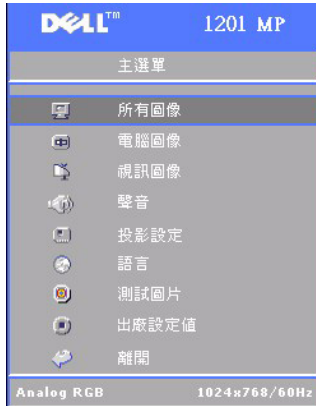 DELL™ 1201 MP
主選單
所有圖像
電腦圖像
視訊圖像
聲音
投影設定
語言
測試圖片
出廠設定值
離開
Analog RGB 1024x768/60Hz